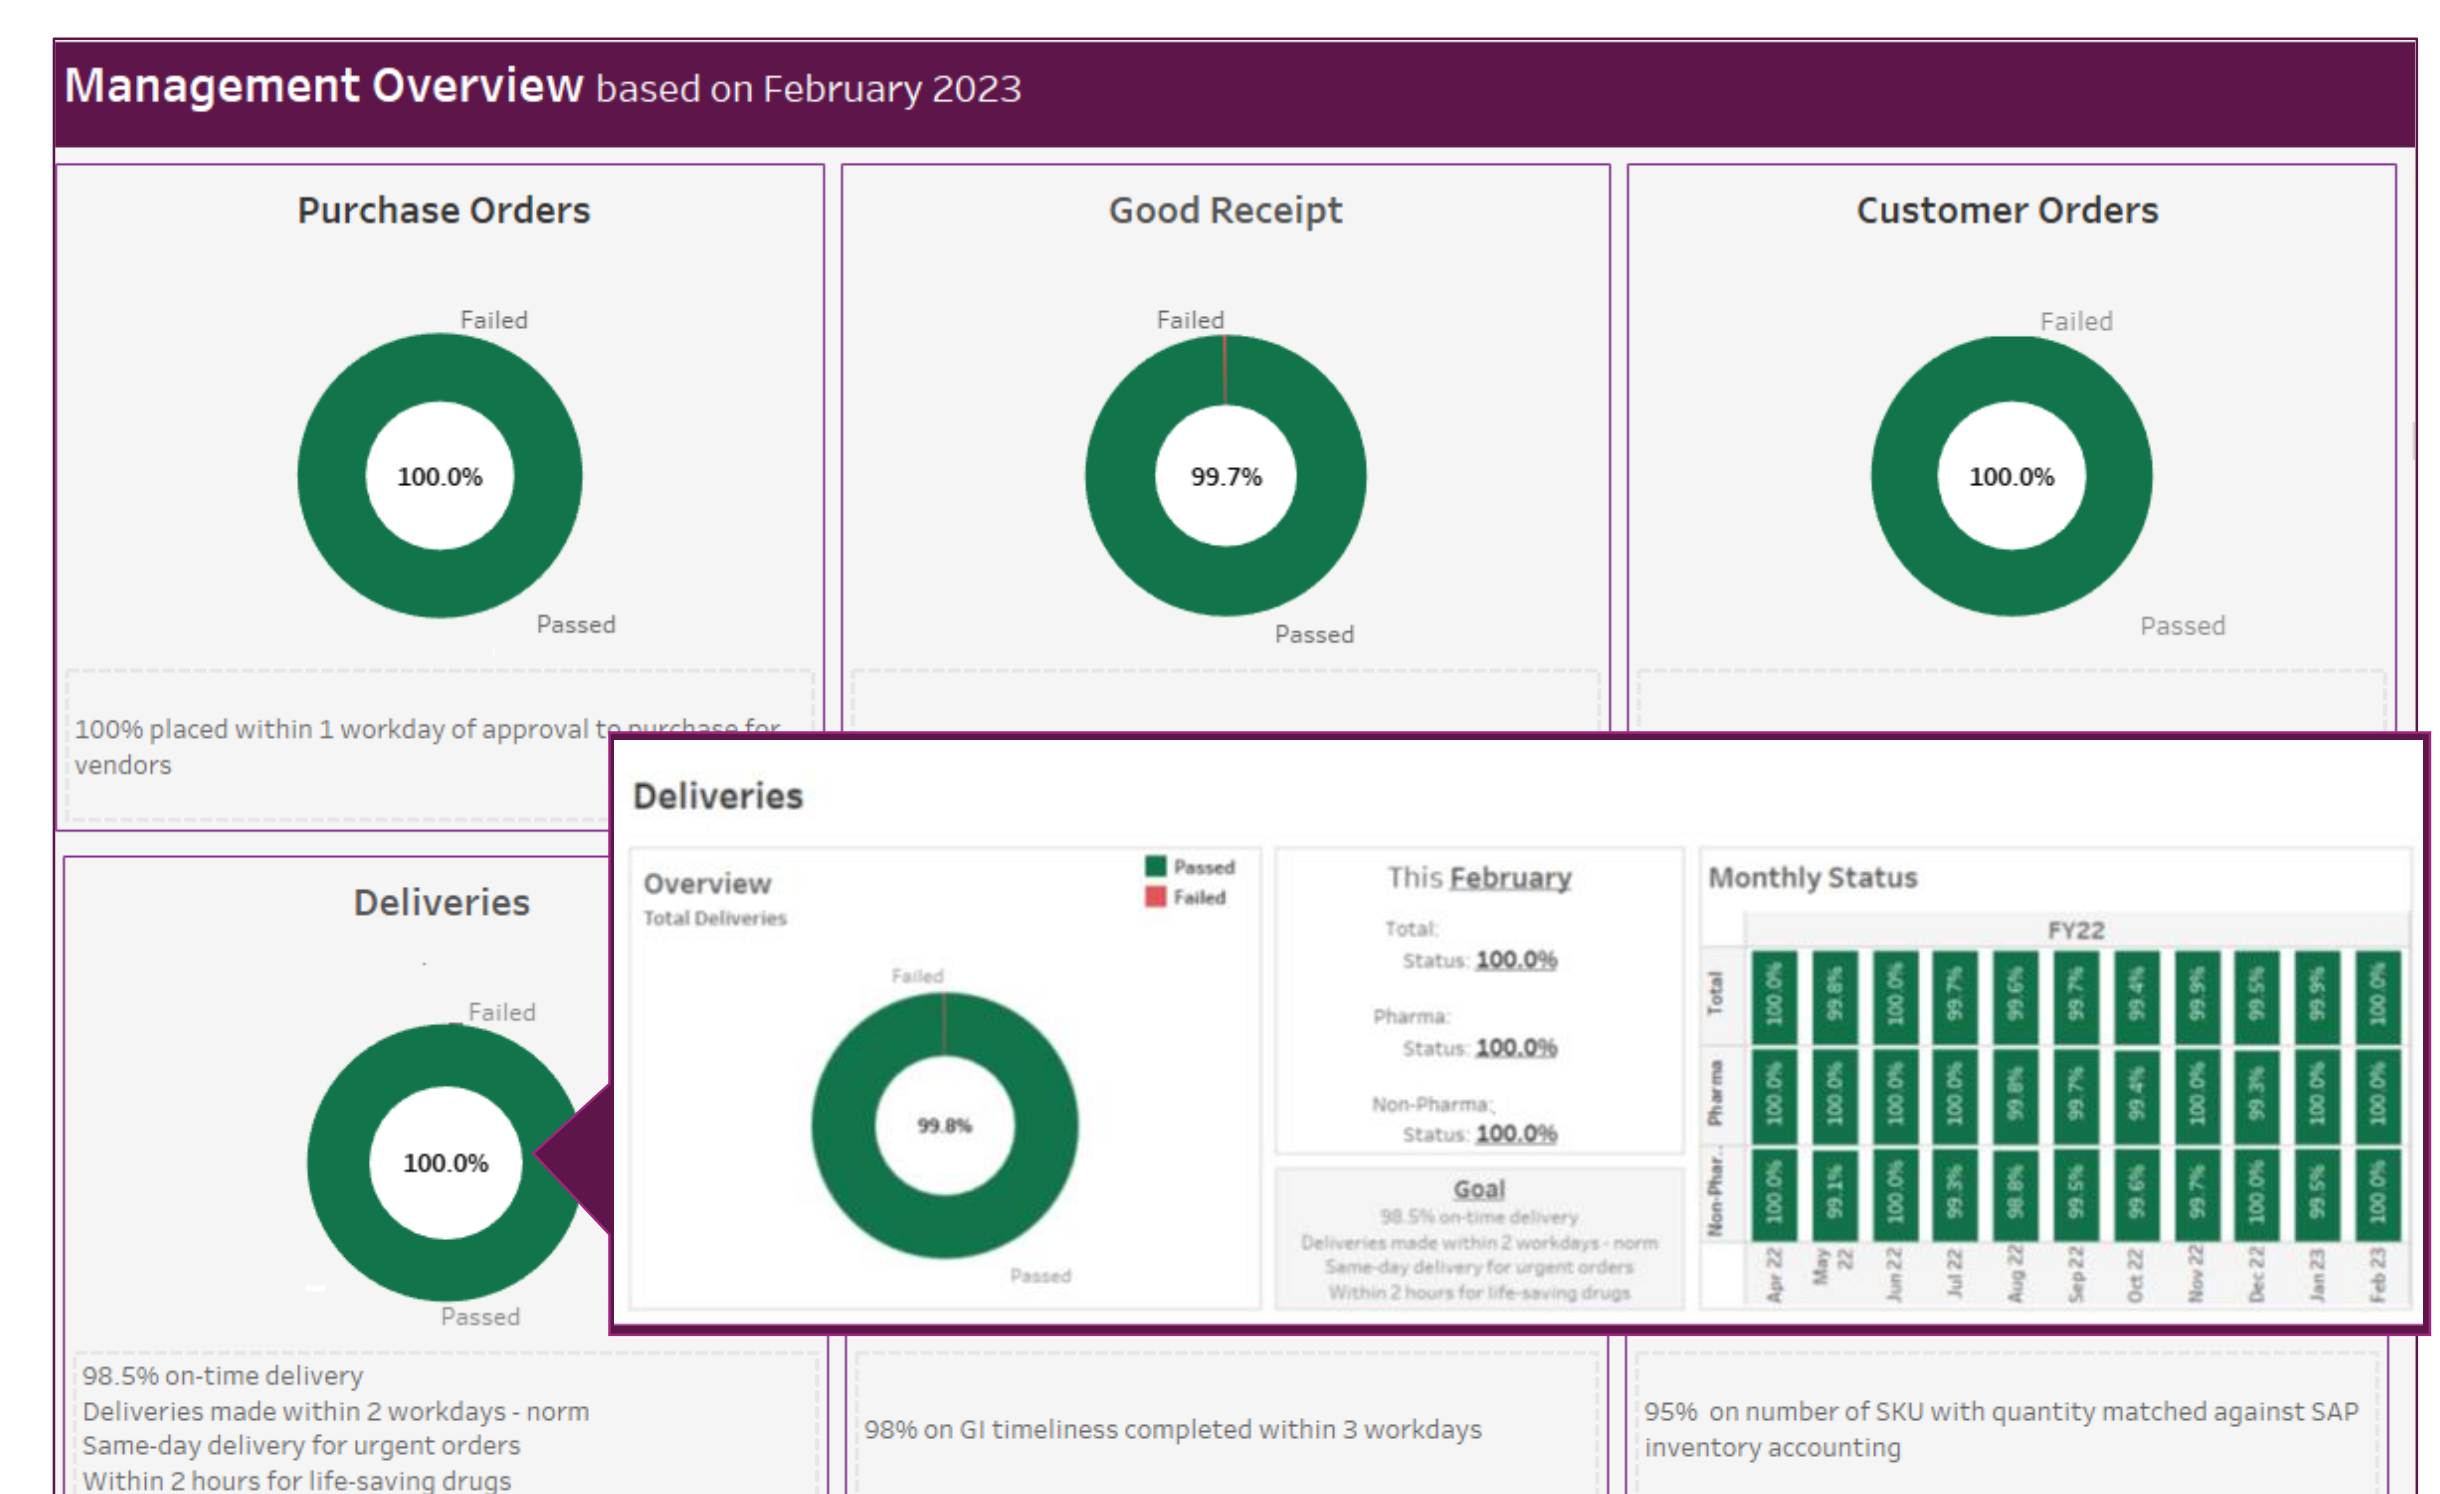 Management Overview based on February 2023
Purchase Orders
Failed
100.0%
Passed
100% placed within 1 workday of approval to purchase for
vendors
Good Receipt
Failed
99.7%
Passed
Customer Orders
Failed
100.0%
Passed
Deliveries
Failed
100.0%
Passed
98.5% on-time delivery
Deliveries made within 2 workdays - norm
Same-day delivery for urgent orders
Within 2 hours for life-saving drugs
Deliveries
Overview
Total Deliveries
Passed
Failed
Failed
99.8%
Passed
This February
Total:
Status: 100.0%
Pharma:
Status: 100.0%
Non-Pharma:
Status: 100.0%
Goal
98.5% on-time delivery
Deliveries made within 2 workdays - norm
Same-day delivery for urgent orders
Within 2 hours for life-saving drugs
Monthly Status
FY22
Total 100.0% 99.8% 100.0% 99.7% 99.6% 99.7% 99.4% 99.9% 99.5% 99.9% 100.0%
Pharma 100.0% 100.0% 100.0% 100.0% 99.8% 99.7% 99.4% 100.0% 99.3% 100.0% 100.0%
Non-Phar.. 100.0% 99.1% 100.0% 99.3% 98.8% 99.5% 99.6% 99.7% 100.0% 99.5% 100.0%
Apr 22 May 22 Jun 22 Jul 22 Aug 22 Sep 22 Oct 22 Nov 22 Dec 22 Jan 23 Feb 23
98% on GI timeliness completed within 3 workdays
95% on number of SKU with quantity matched against SAP
inventory accounting